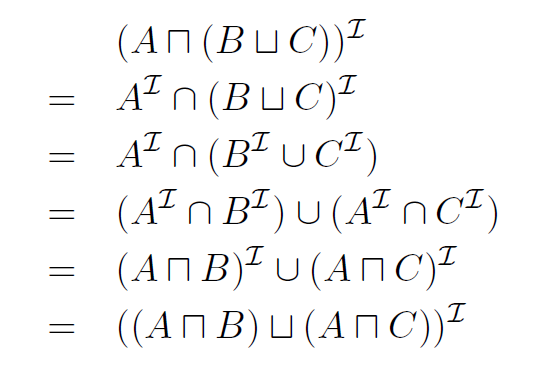 (A ⊓ (B ⊔ C))^ℐ
= A^ℐ ∩ (B ⊔ C)^ℐ
= A^ℐ ∩ (B^ℐ ∪ C^ℐ)
= (A^ℐ ∩ B^ℐ) ∪ (A^ℐ ∩ C^ℐ)
= (A ⊓ B)^ℐ ∪ (A ⊓ C)^ℐ
= ((A ⊓ B) ⊔ (A ⊓ C))^ℐ